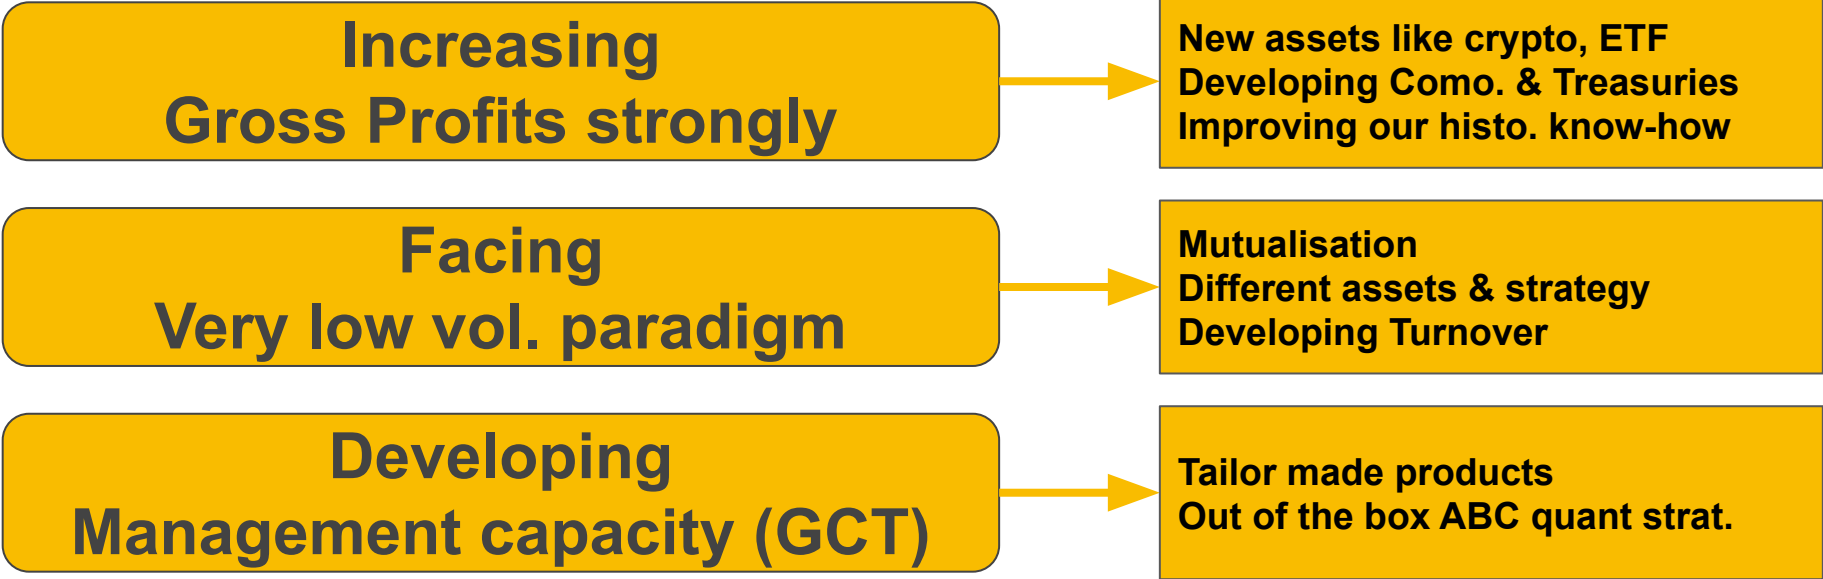 Increasing
Gross Profits strongly
New assets like crypto, ETF
Developing Como. & Treasuries
Improving our histo. know-how
Facing
Very low vol. paradigm
Mutualisation
Different assets & strategy
Developing Turnover
Developing
Management capacity (GCT)
Tailor made products
Out of the box ABC quant strat.